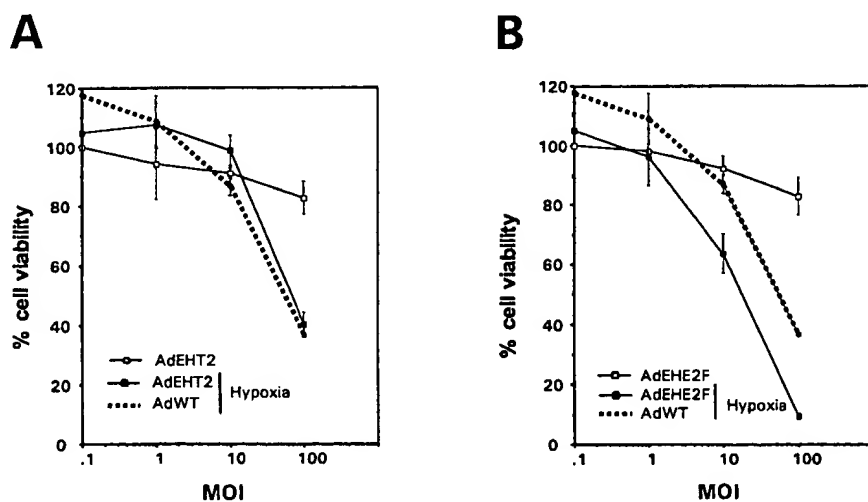 A
% cell viability
120
100
80
60
40
20
0
.1
1
10
100
MOI
AdEHT2
AdEHT2
AdWT
Hypoxia
B
% cell viability
120
100
80
60
40
20
0
.1
1
10
100
MOI
AdEHE2F
AdEHE2F
AdWT
Hypoxia